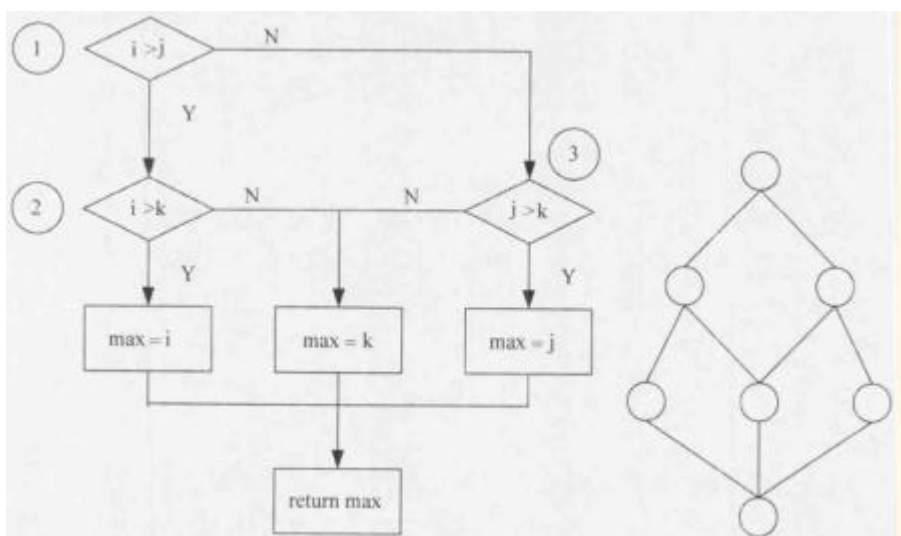 1
i >j
N
Y
3
2
i >k
N
N
j >k
Y
Y
max = i
max = k
max = j
return max